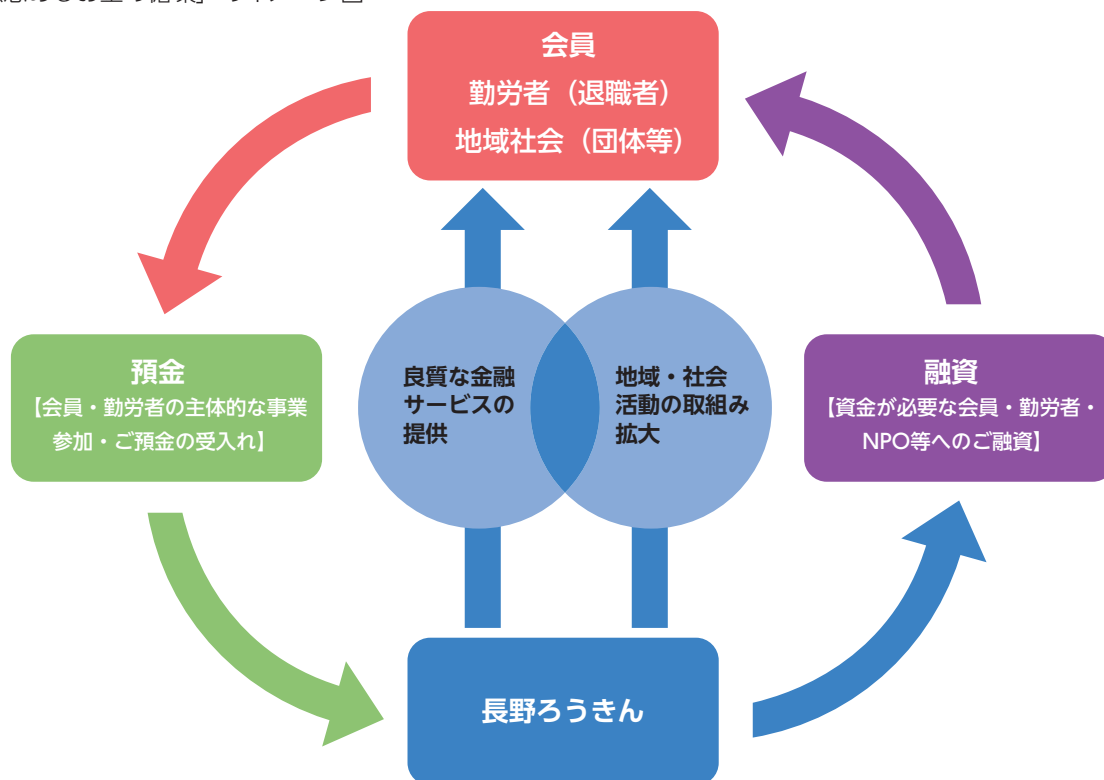 会員
勤労者（退職者）
地域社会（団体等）
預金
【会員・勤労者の主体的な事業
参加・ご預金の受入れ】
良質な金融
サービスの
提供
地域・社会
活動の取組み
拡大
融資
【資金が必要な会員・勤労者・
NPO等へのご融資】
長野ろうきん